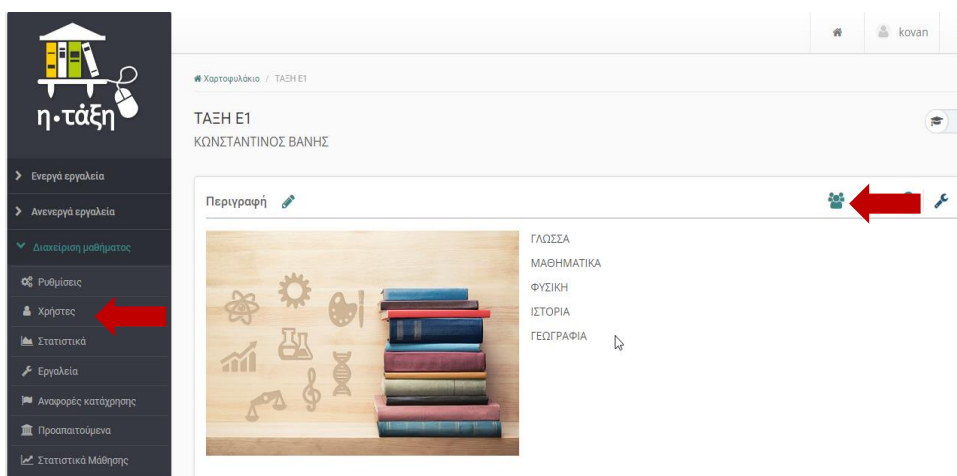 η·τάξη
Ενεργά εργαλεία
Ανενεργά εργαλεία
Διαχείριση μαθήματος
Ρυθμίσεις
Χρήστες
Στατιστικά
Εργαλεία
Αναφορές κατάχρησης
Προαπαιτούμενα
Στατιστικά Μάθησης
kovan
Χαρτοφυλάκιο / ΤΑΞΗ Ε1
ΤΑΞΗ Ε1
ΚΩΝΣΤΑΝΤΙΝΟΣ ΒΑΝΗΣ
Περιγραφή
ΓΛΩΣΣΑ
ΜΑΘΗΜΑΤΙΚΑ
ΦΥΣΙΚΗ
ΙΣΤΟΡΙΑ
ΓΕΩΓΡΑΦΙΑ